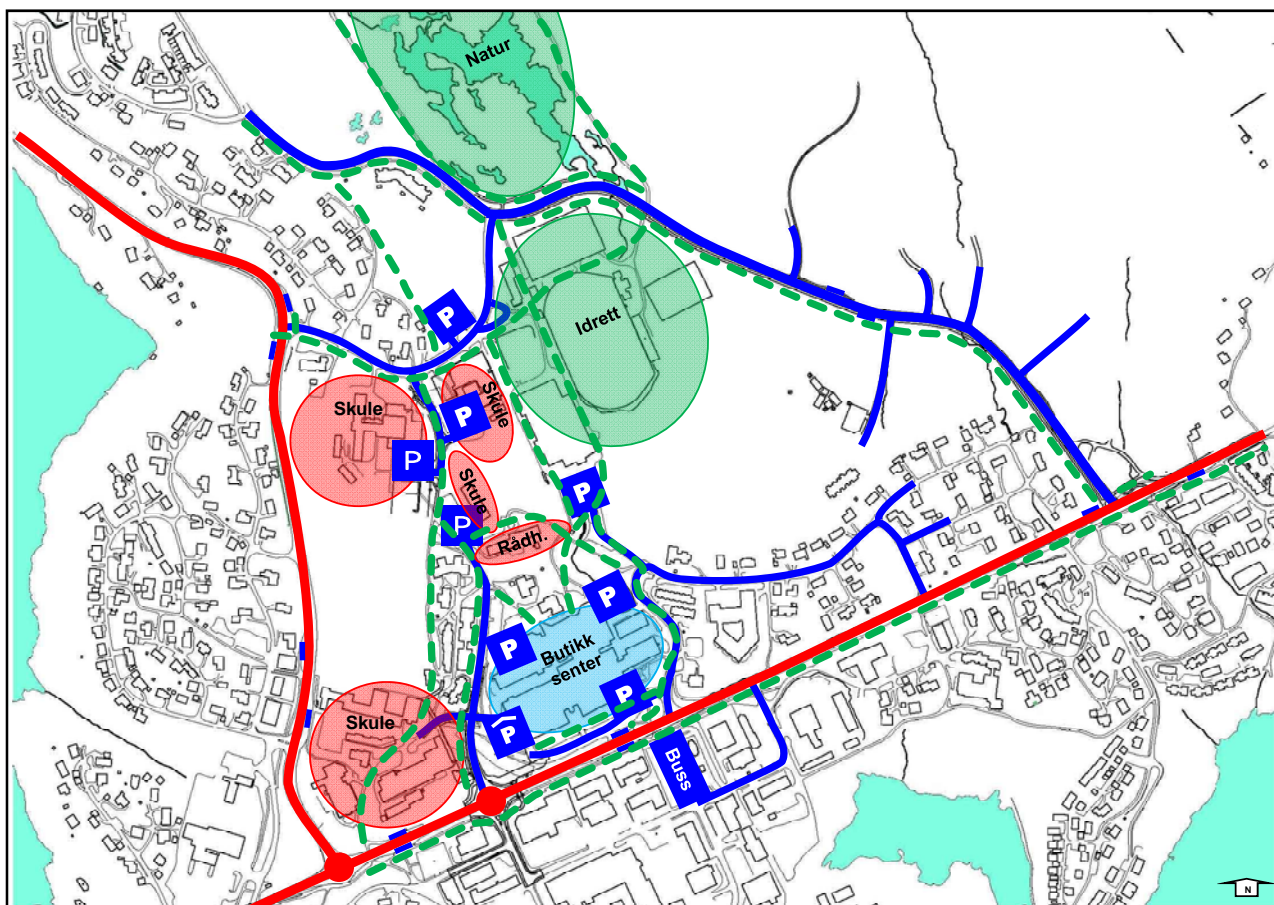 Natur
Idrett
P
Skule
Skule
P
P
Skule
P
P
Rådh.
P
P
Butikk
senter
P
Skule
P
Buss
N